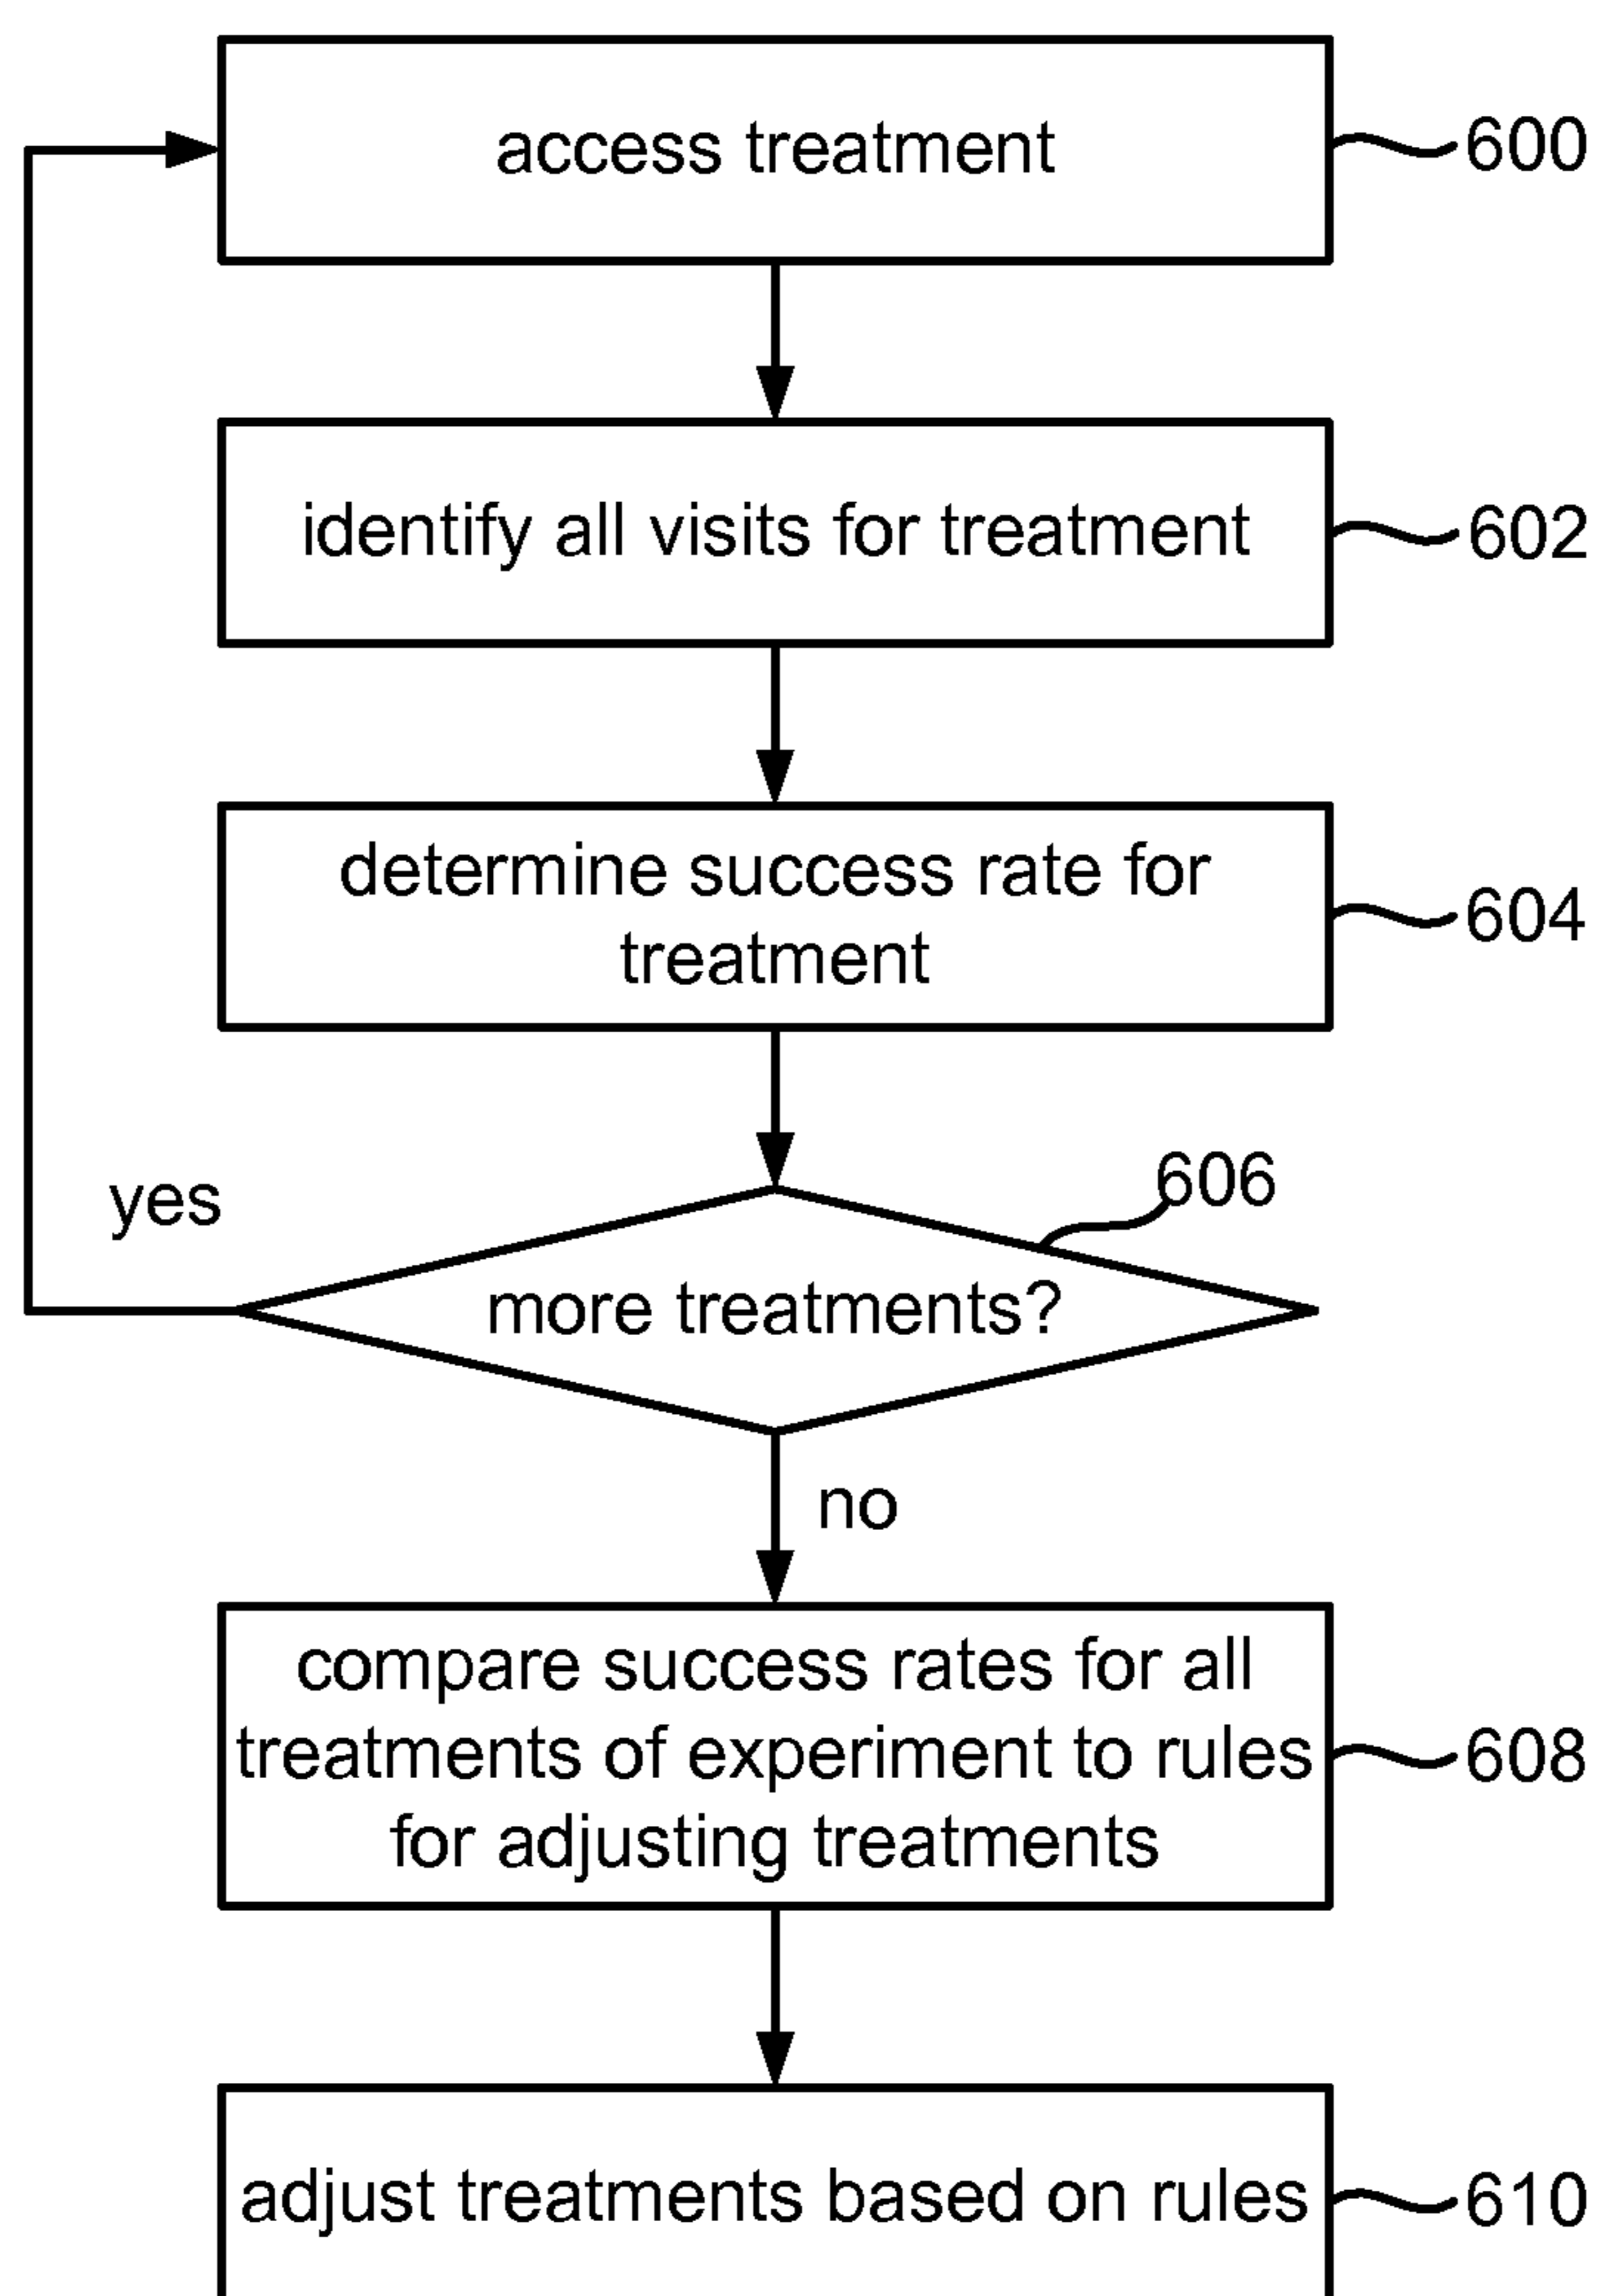 access treatment
600
identify all visits for treatment
602
determine success rate for
treatment
604
606
yes
more treatments?
no
compare success rates for all
treatments of experiment to rules
for adjusting treatments
608
adjust treatments based on rules
610